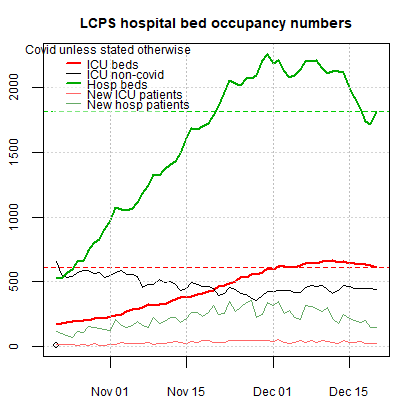 LCPS hospital bed occupancy numbers
Covid unless stated otherwise
ICU beds
ICU non-covid
Hosp beds
New ICU patients
New hosp patients
2000
1500
1000
500
0
Nov 01 Nov 15 Dec 01 Dec 15